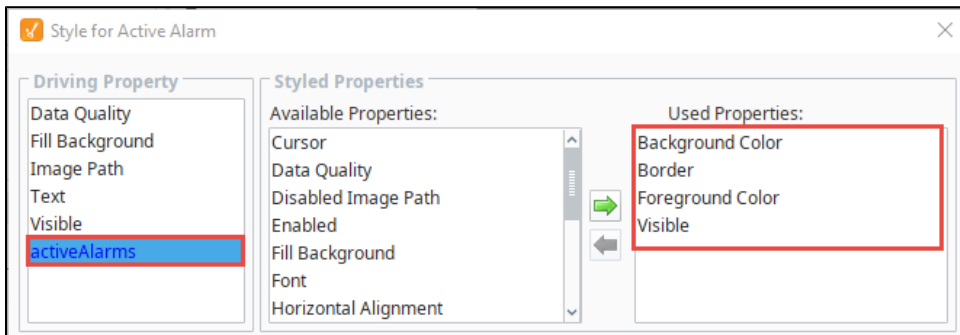 Style for Active Alarm
Driving Property
Data Quality
Fill Background
Image Path
Text
Visible
activeAlarms
Styled Properties
Available Properties:
Cursor
Data Quality
Disabled Image Path
Enabled
Fill Background
Font
Horizontal Alignment
Used Properties:
Background Color
Border
Foreground Color
Visible